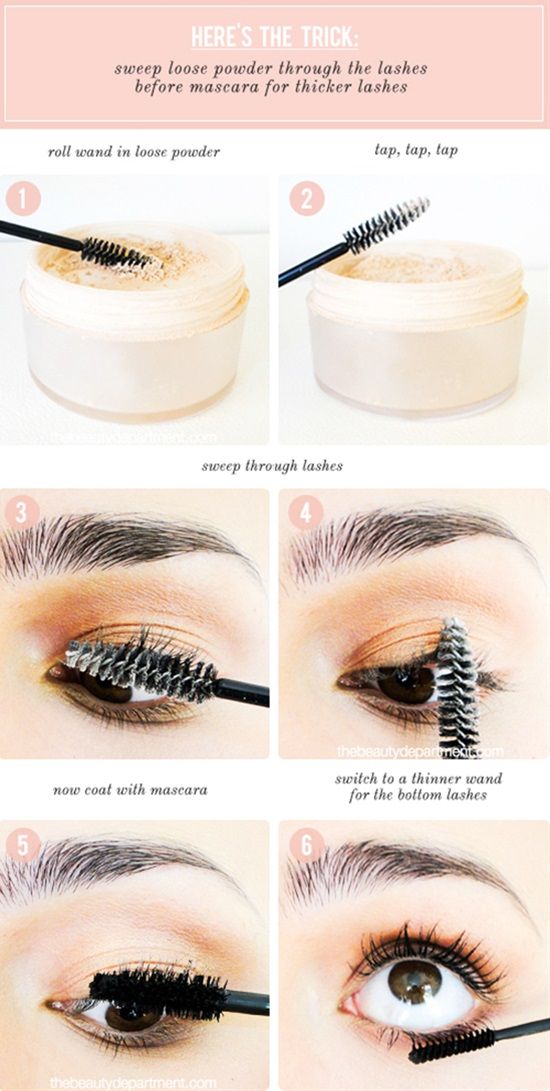 HERE'S THE TRICK:
sweep loose powder through the lashes
before mascara for thicker lashes
roll wand in loose powder
tap, tap, tap
1
2
thebeautydepartment.com
sweep through lashes
3
4
thebeautydepartment.com
now coat with mascara
switch to a thinner wand
for the bottom lashes
5
6
thebeautydepartment.com